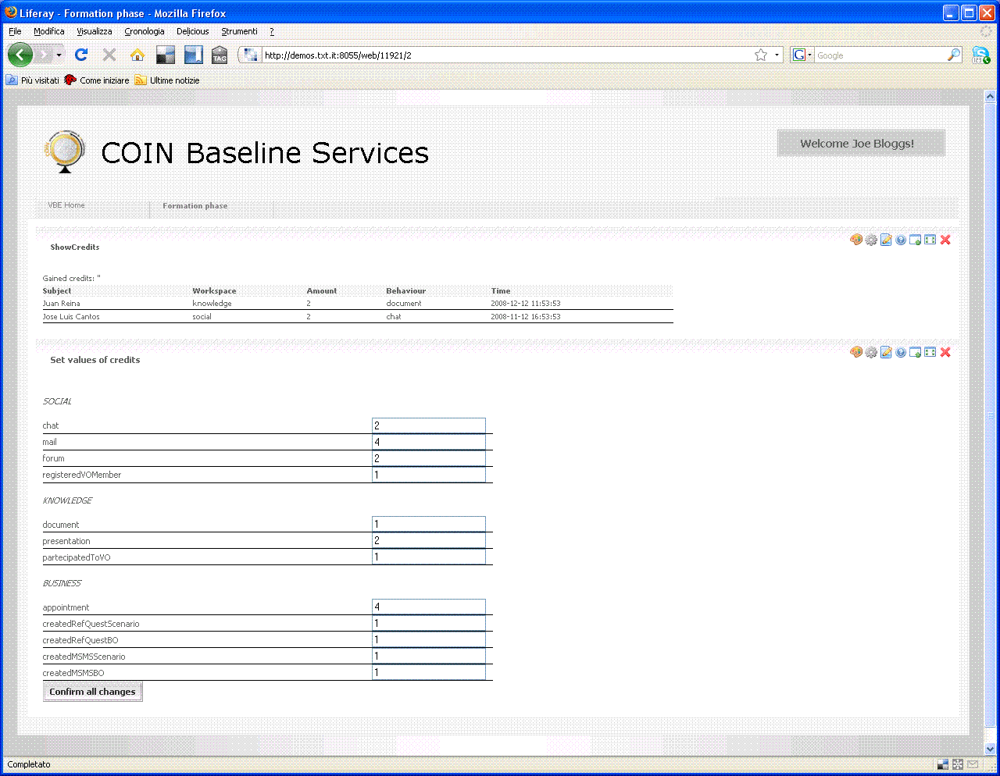 Liferay - Formation phase - Mozilla Firefox
File Modifica Visualizza Cronologia Delicious Strumenti ?
TAG http://demos.txt.it:8055/web/11921/2 G Google 123
Più visitati Come iniziare Ultime notizie
COIN Baseline Services
Welcome Joe Bloggs!
VBE Home Formation phase
ShowCredits
Gained credits: "
Subject Workspace Amount Behaviour Time
Juan Reina knowledge 2 document 2008-12-12 11:53:53
Jose Luis Cantos social 2 chat 2008-11-12 16:53:53
Set values of credits
SOCIAL
chat 2
mail 4
forum 2
registeredVOMember 1
KNOWLEDGE
document 1
presentation 2
partecipatedToVO 1
BUSINESS
appointment 4
createdRefQuestScenario 1
createdRefQuestBO 1
createdMSMSScenario 1
createdMSMSBO 1
Confirm all changes
Completato